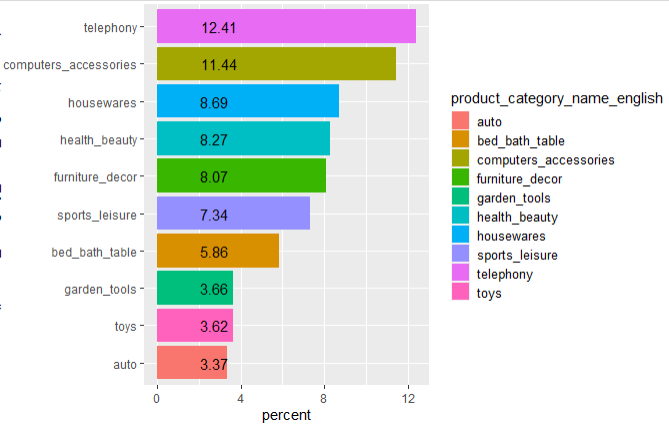 telephony 12.41
computers_accessories 11.44
housewares 8.69
health_beauty 8.27
furniture_decor 8.07
sports_leisure 7.34
bed_bath_table 5.86
garden_tools 3.66
toys 3.62
auto 3.37
0 4 8 12
percent
product_category_name_english
auto
bed_bath_table
computers_accessories
furniture_decor
garden_tools
health_beauty
housewares
sports_leisure
telephony
toys